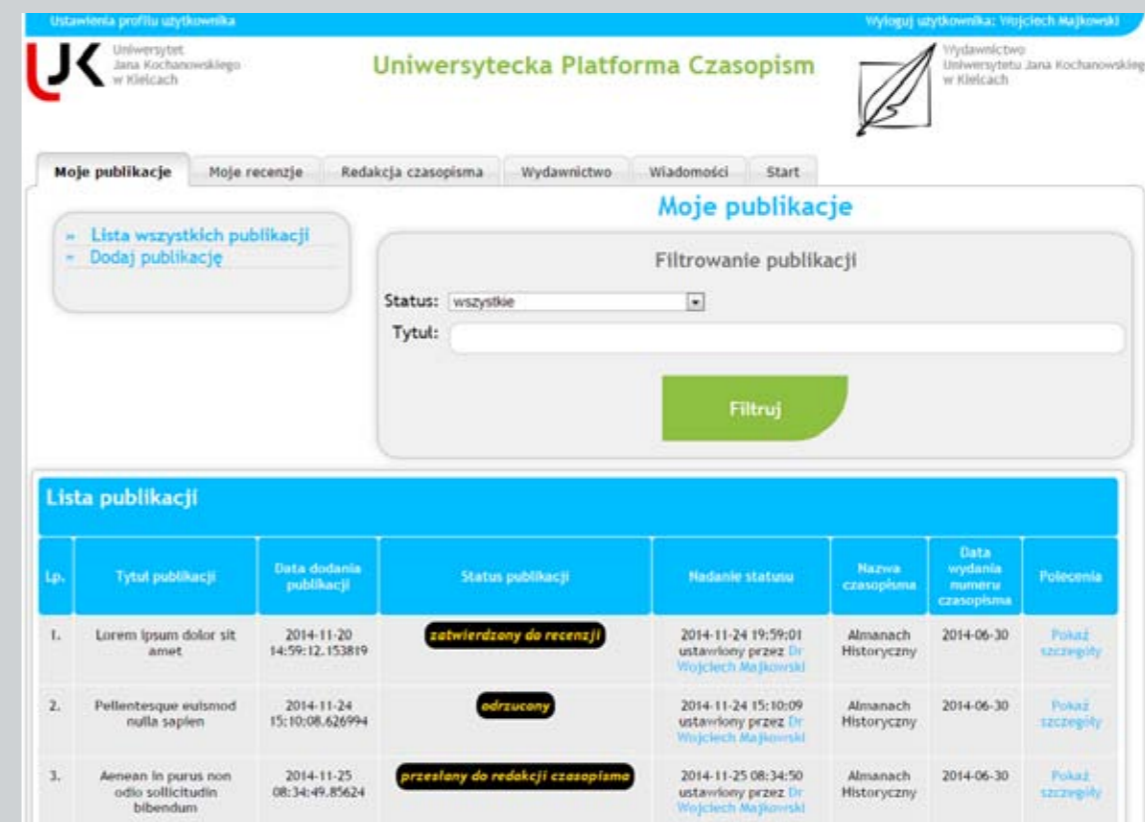 Ustawienia profilu użytkownika
Wyloguj użytkownika: Wojciech Majkowski
UJK
Uniwersytet
Jana Kochanowskiego
w Kielcach
Uniwersytecka Platforma Czasopism
Wydawnictwo
Uniwersytetu Jana Kochanowskieg
w Kielcach
Moje publikacje
Moje recenzje
Redakcja czasopisma
Wydawnictwo
Wiadomości
Start
Moje publikacje
» Lista wszystkich publikacji
» Dodaj publikację
Filtrowanie publikacji
Status: wszystkie
Tytuł:
Filtruj
Lista publikacji
Lp.
Tytuł publikacji
Data dodania
publikacji
Status publikacji
Nadanie statusu
Nazwa
czasopisma
Data
wydania
numeru
czasopisma
Polecenia
1.
Lorem ipsum dolor sit
amet
2014-11-20
14:59:12.153819
zatwierdzony do recenzji
2014-11-24 19:59:01
ustawiony przez Dr
Wojciech Majkowski
Almanach
Historyczny
2014-06-30
Pokaż
szczegóły
2.
Pellentesque euismod
nulla sapien
2014-11-24
15:10:08.626994
odrzucony
2014-11-24 15:10:09
ustawiony przez Dr
Wojciech Majkowski
Almanach
Historyczny
2014-06-30
Pokaż
szczegóły
3.
Aenean in purus non
odio sollicitudin
bibendum
2014-11-25
08:34:49.85624
przesłany do redakcji czasopisma
2014-11-25 08:34:50
ustawiony przez Dr
Wojciech Majkowski
Almanach
Historyczny
2014-06-30
Pokaż
szczegóły